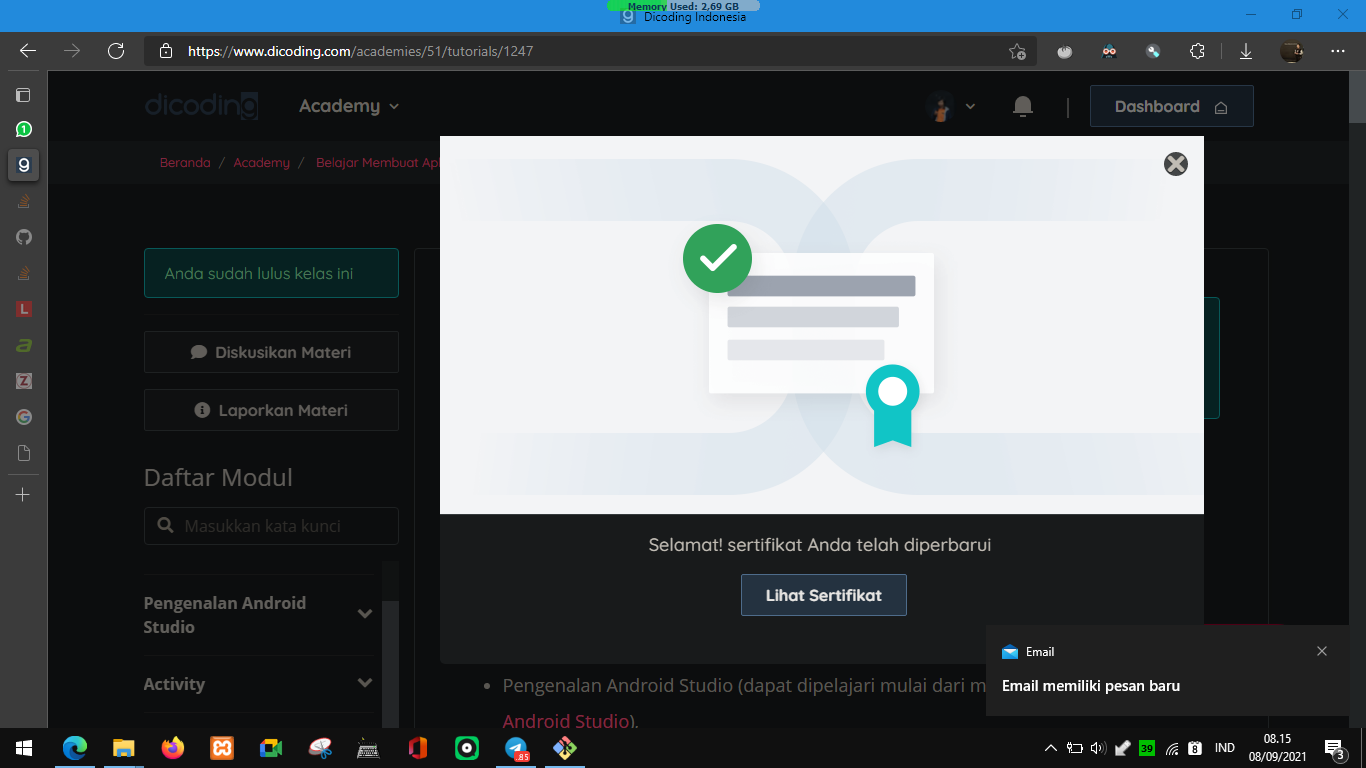 Memory Used: 2,69 GB
Dicoding Indonesia
https://www.dicoding.com/academies/51/tutorials/1247
dicoding
Academy
Dashboard
Beranda / Academy / Belajar Membuat Apl
Anda sudah lulus kelas ini
Diskusikan Materi
Laporkan Materi
Daftar Modul
Masukkan kata kunci
Pengenalan Android
Studio
Activity
Selamat! sertifikat Anda telah diperbarui
Lihat Sertifikat
Pengenalan Android Studio (dapat dipelajari mulai dari m
Android Studio).
Email
Email memiliki pesan baru
85
39
8
IND
08.15
08/09/2021
3